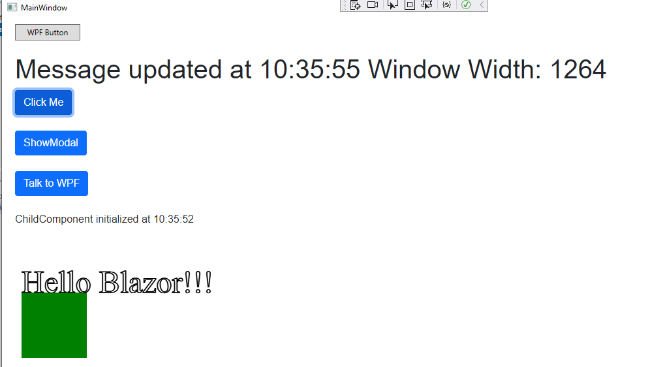 MainWindow
WPF Button
Message updated at 10:35:55 Window Width: 1264
Click Me
ShowModal
Talk to WPF
ChildComponent initialized at 10:35:52
Hello Blazor!!!